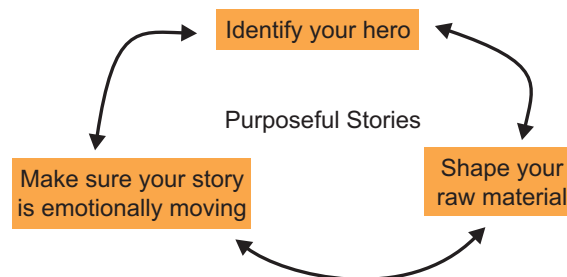 Identify your hero
Purposeful Stories
Make sure your story
is emotionally moving
Shape your
raw material